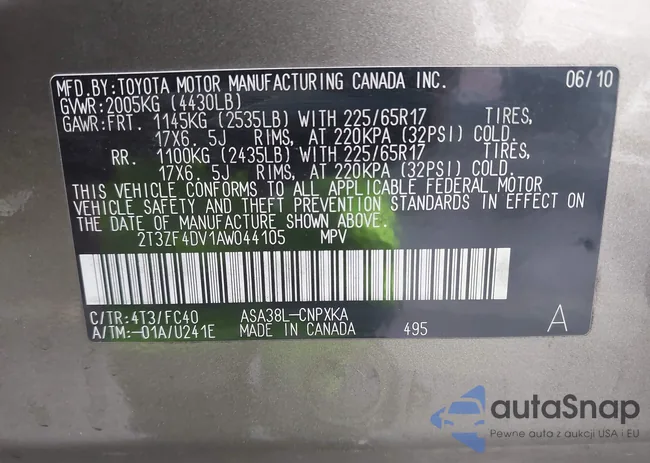 MFD.BY:TOYOTA MOTOR MANUFACTURING CANADA INC. 06/10
GVWR:2005KG (4430LB)
GAWR:FRT. 1145KG (2535LB) WITH 225/65R17 TIRES,
17X6. 5J RIMS, AT 220KPA (32PSI) COLD.
RR. 1100KG (2435LB) WITH 225/65R17 TIRES,
17X6. 5J RIMS, AT 220KPA (32PSI) COLD.
THIS VEHICLE CONFORMS TO ALL APPLICABLE FEDERAL MOTOR
VEHICLE SAFETY AND THEFT PREVENTION STANDARDS IN EFFECT ON
THE DATE OF MANUFACTURE SHOWN ABOVE.
2T3ZF4DV1AW044105 MPV
C/TR:4T3/FC40 ASA38L-CNPXKA
A/TM:-01A/U241E MADE IN CANADA 495 A
autaSnap
Pewne auta z aukcji USA i EU